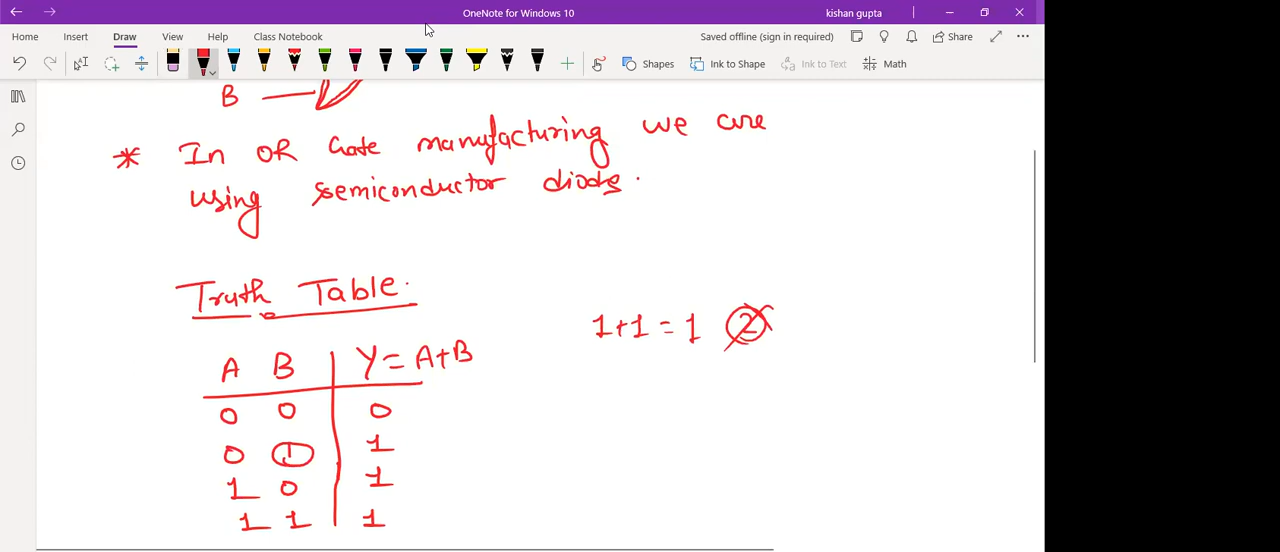 OneNote for Windows 10
kishan gupta
Home Insert Draw View Help Class Notebook
Saved offline (sign in required) Share
Shapes Ink to Shape Ink to Text Math
B
* In OR Gate manufacturing we are
using semiconductor diods.
Truth Table.
1+1=1 2
A B Y=A+B
0 0 0
0 1 1
1 0 1
1 1 1